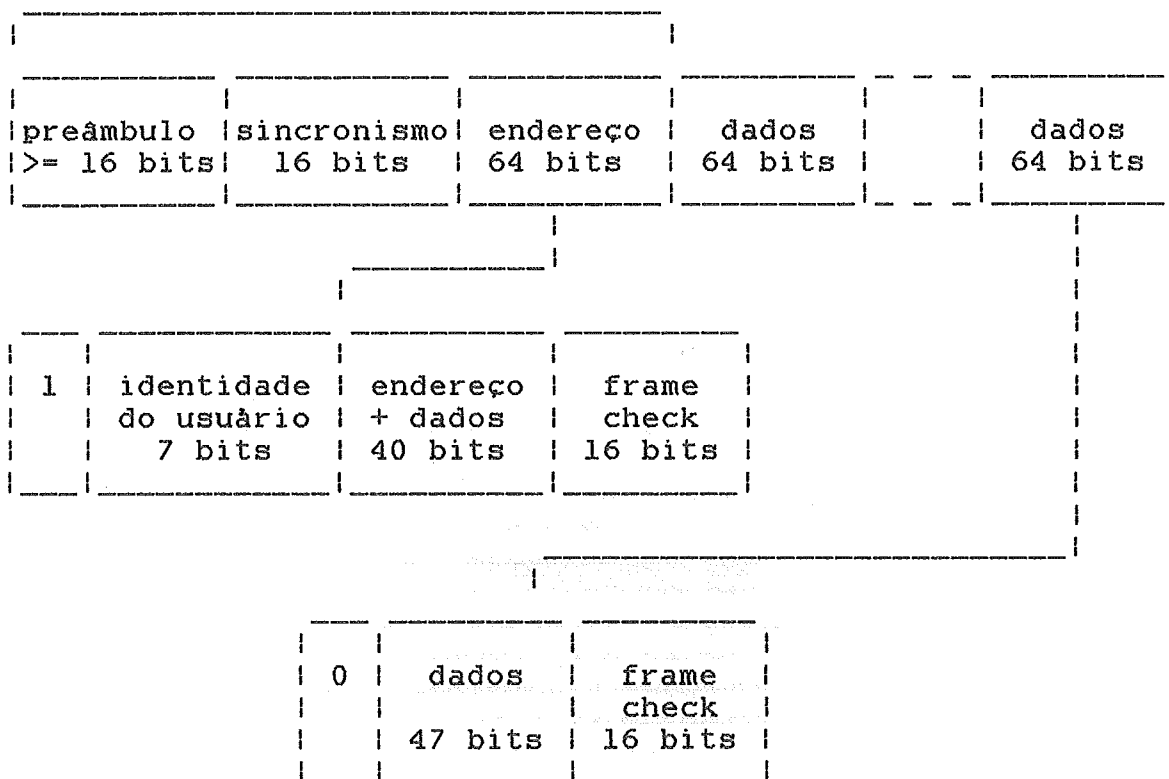 preâmbulo sincronismo endereço dados dados
>= 16 bits 16 bits 64 bits 64 bits 64 bits
1 identidade endereço frame
do usuàrio + dados check
7 bits 40 bits 16 bits
0 dados frame
check
47 bits 16 bits